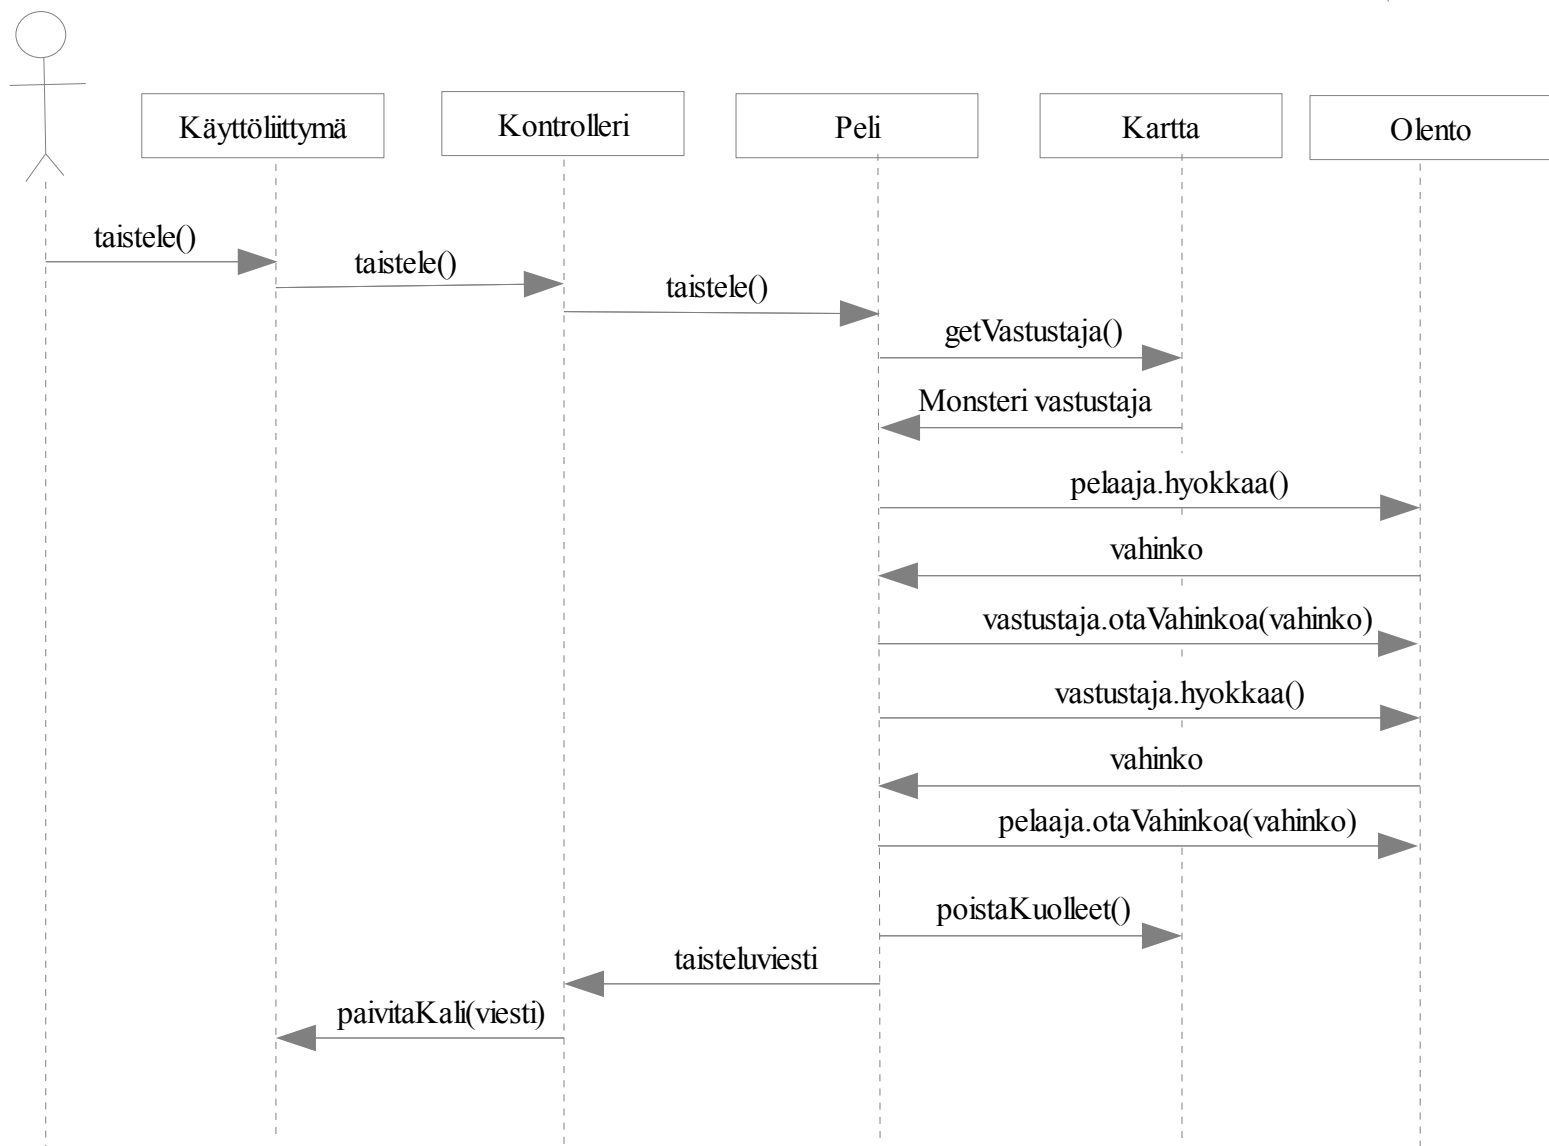 Käyttöliittymä
Kontrolleri
Peli
Kartta
Olento
taistele()
taistele()
taistele()
getVastustaja()
Monsteri vastustaja
pelaaja.hyokkaa()
vahinko
vastustaja.otaVahinkoa(vahinko)
vastustaja.hyokkaa()
vahinko
pelaaja.otaVahinkoa(vahinko)
poistaKuolleet()
taisteluviesti
paivitaKali(viesti)